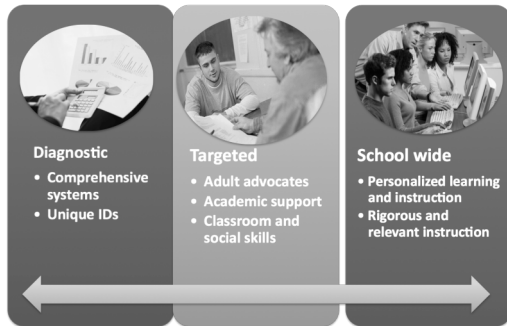 Diagnostic
• Comprehensive
systems
• Unique IDs
Targeted
• Adult advocates
• Academic support
• Classroom and
social skills
School wide
• Personalized learning
and instruction
• Rigorous and
relevant instruction